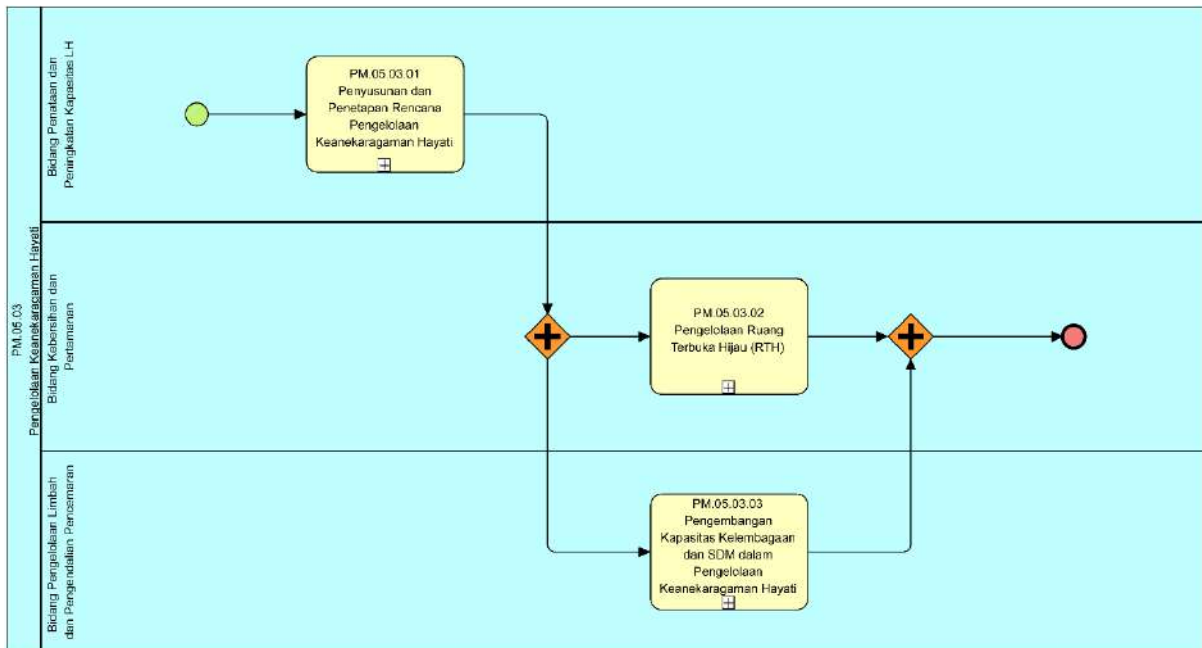 PM.05.03
Pengelolaan Keanekaragaman Hayati
Bidang Penataan dan
Peningkatan Kapasitas LH
PM.05.03.01
Penyusunan dan
Penetapan Rencana
Pengelolaan
Keanekaragaman Hayati
Bidang Kebersihan dan
Pertamanan
PM.05.03.02
Pengelolaan Ruang
Terbuka Hijau (RTH)
Bidang Pengelolaan Limbah
dan Pengendalian Pencemaran
PM.05.03.03
Pengembangan
Kapasitas Kelembagaan
dan SDM dalam
Pengelolaan
Keanekaragaman Hayati